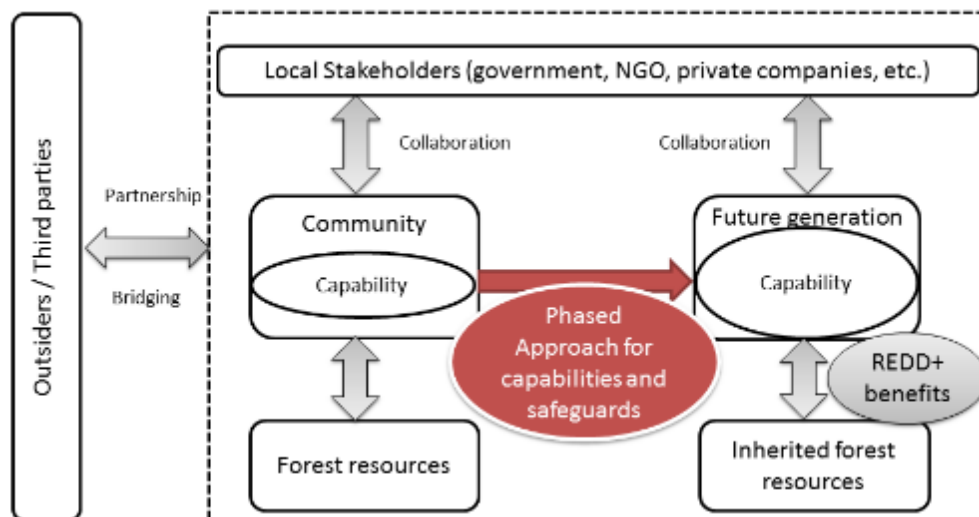 Outsiders / Third parties
Local Stakeholders (government, NGO, private companies, etc.)
Collaboration
Collaboration
Partnership
Bridging
Community
Capability
Future generation
Capability
Phased
Approach for
capabilities and
safeguards
REDD+
benefits
Forest resources
Inherited forest
resources